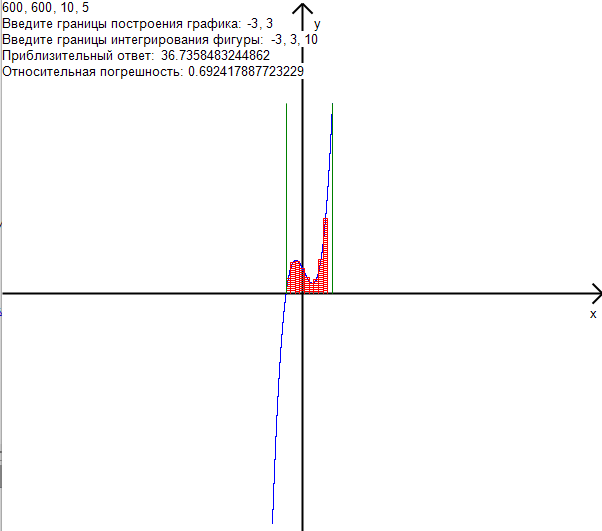 600, 600, 10, 5
Введите границы построения графика: -3, 3
y
Введите границы интегрирования фигуры: -3, 3, 10
Приблизительный ответ: 36.7358483244862
Относительная погрешность: 0.692417887723229
x